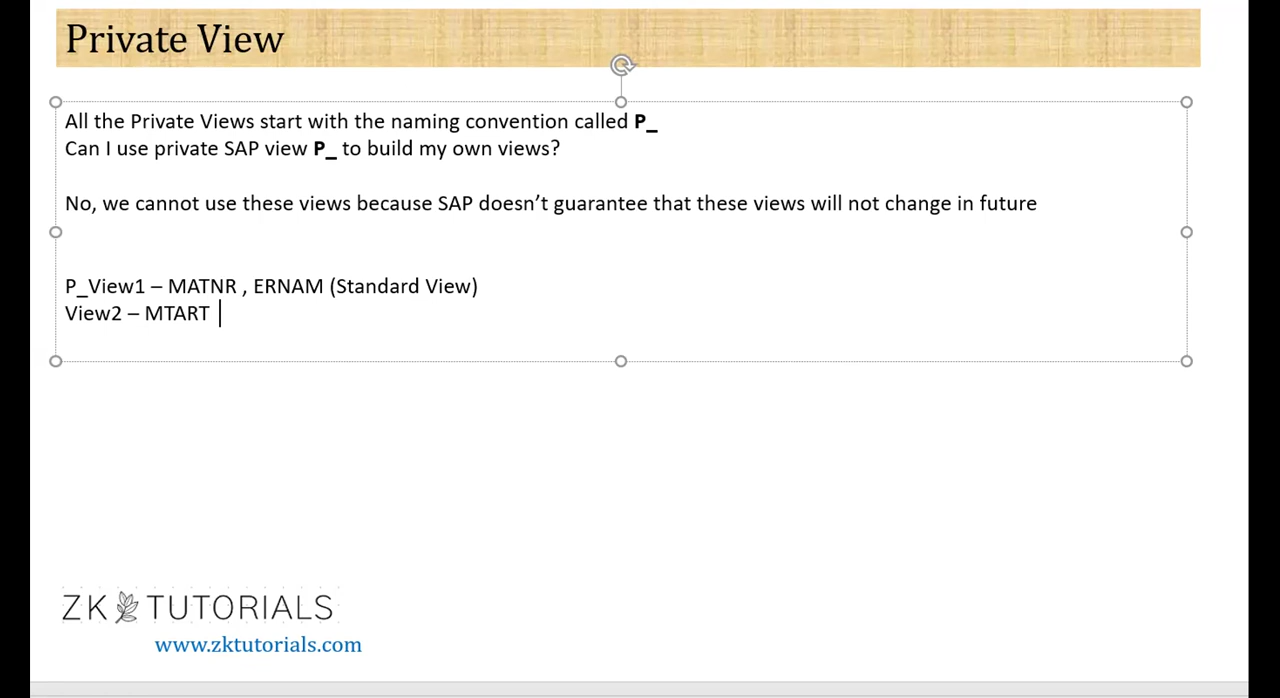 Private View
All the Private Views start with the naming convention called P_
Can I use private SAP view P_ to build my own views?
No, we cannot use these views because SAP doesn’t guarantee that these views will not change in future
P_View1 – MATNR , ERNAM (Standard View)
View2 – MTART
ZK TUTORIALS
www.zktutorials.com